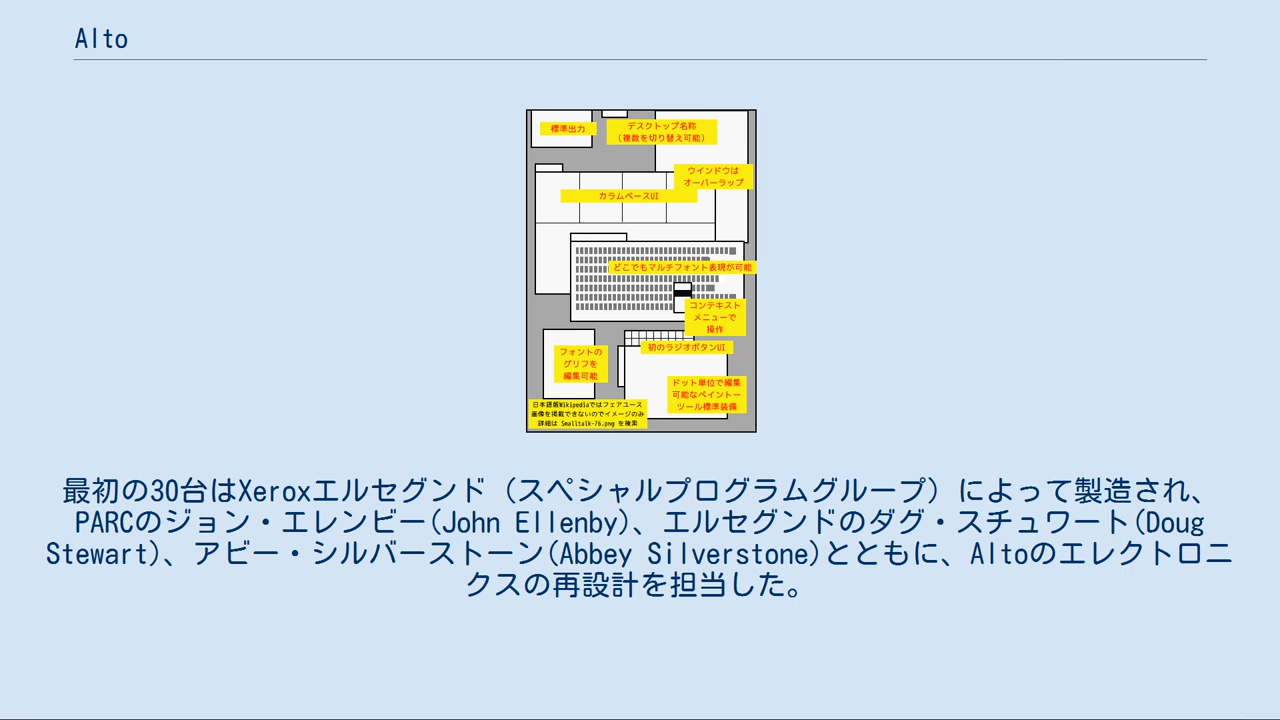 Alto
標準出力
デスクトップ名称
(複数を切り替え可能)
ウインドウは
オーバーラップ
カラムベースUI
どこでもマルチフォント表現が可能
コンテキスト
メニューで
操作
初のラジオボタンUI
フォントの
グリフを
編集可能
ドット単位で編集
可能なペイントー
ツール標準装備
日本語版Wikipediaではフェアユース
画像を掲載できないのでイメージのみ
詳細は Smalltalk-76.png を検索
最初の30台はXeroxエルセグンド（スペシャルプログラムグループ）によって製造され、
PARCのジョン・エレンビー(John Ellenby)、エルセグンドのダグ・スチュワート(Doug
Stewart)、アビー・シルバーストーン(Abbey Silverstone)とともに、Altoのエレクトロニ
クスの再設計を担当した。